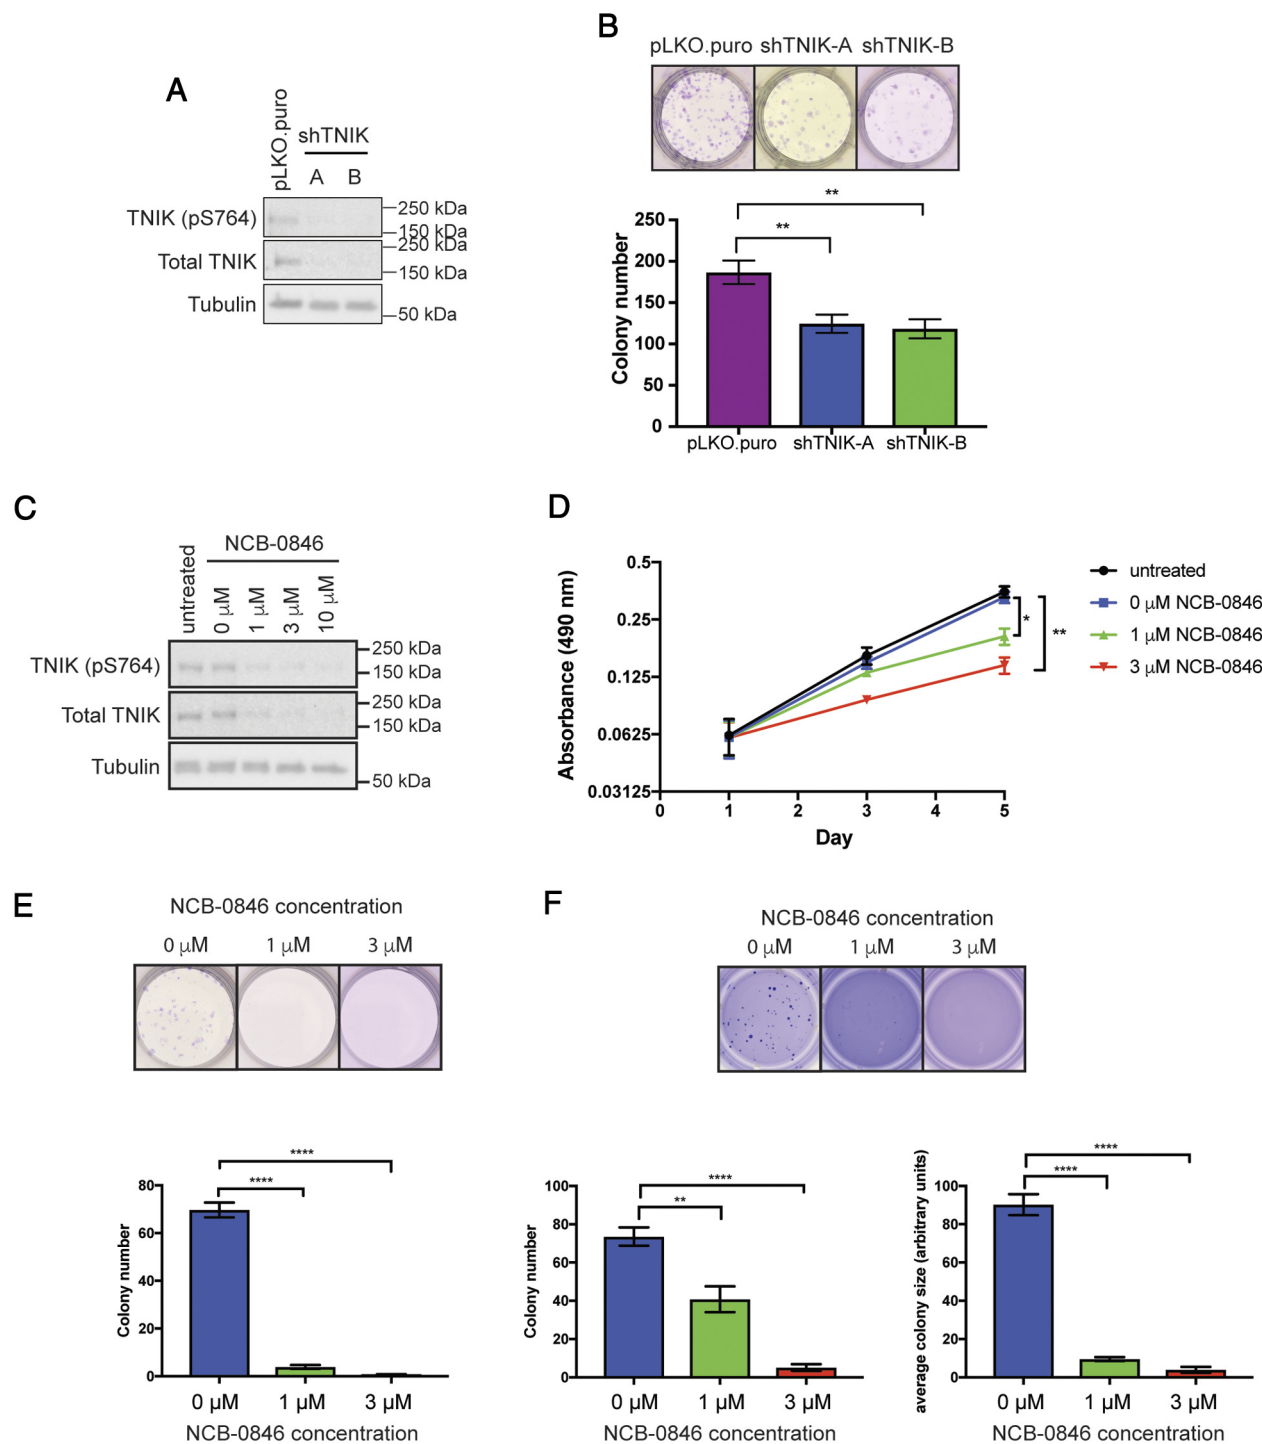 A
pLKO.puro
shTNIK
A B
TNIK (pS764)
250 kDa
150 kDa
Total TNIK
250 kDa
150 kDa
Tubulin
50 kDa
B
pLKO.puro shTNIK-A shTNIK-B
**
**
Colony number
250
200
150
100
50
0
pLKO.puro shTNIK-A shTNIK-B
C
NCB-0846
untreated
0 μM
1 μM
3 μM
10 μM
TNIK (pS764)
250 kDa
150 kDa
Total TNIK
250 kDa
150 kDa
Tubulin
50 kDa
D
Absorbance (490 nm)
0.5
0.25
0.125
0.0625
0.03125
0 1 2 3 4 5
Day
*
**
untreated
0 μM NCB-0846
1 μM NCB-0846
3 μM NCB-0846
E
NCB-0846 concentration
0 μM 1 μM 3 μM
****
****
Colony number
80
60
40
20
0
0 μM 1 μM 3 μM
NCB-0846 concentration
F
NCB-0846 concentration
0 μM 1 μM 3 μM
****
**
Colony number
100
80
60
40
20
0
0 μM 1 μM 3 μM
NCB-0846 concentration
****
****
average colony size (arbitrary units)
100
80
60
40
20
0
0 μM 1 μM 3 μM
NCB-0846 concentration